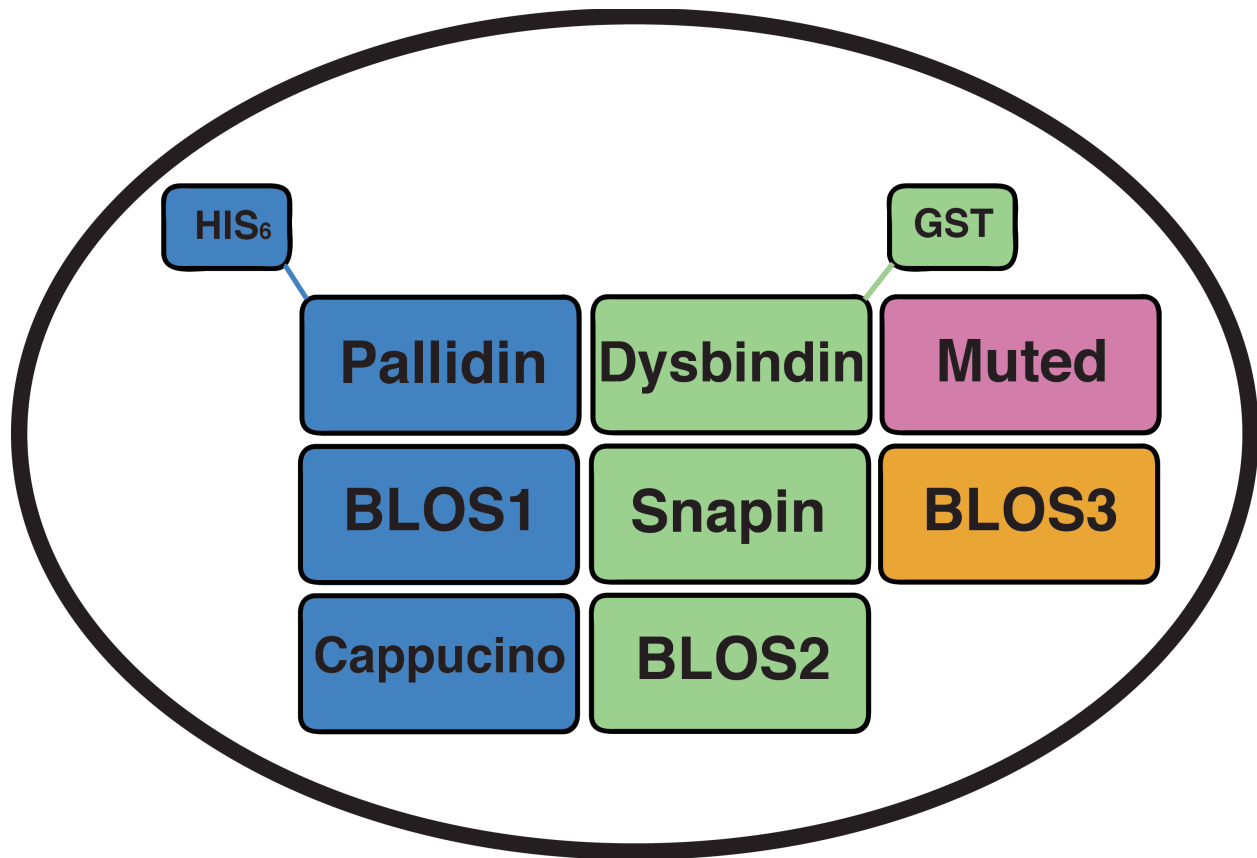 HIS6
GST
Pallidin
Dysbindin
Muted
BLOS1
Snapin
BLOS3
Cappucino
BLOS2